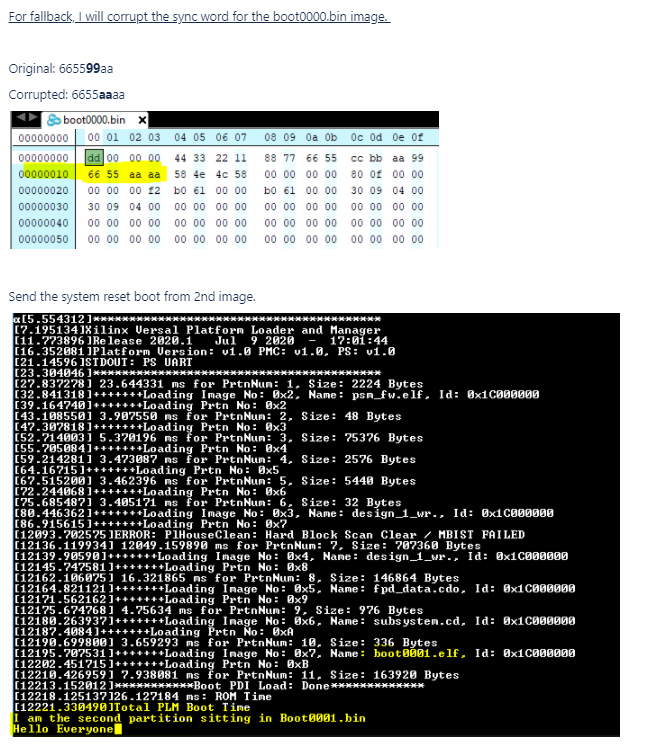 For fallback, I will corrupt the sync word for the boot0000.bin image.
Original: 665599aa
Corrupted: 6655aaaa
boot0000.bin
00000000 00 01 02 03 04 05 06 07 08 09 0a 0b 0c 0d 0e 0f
00000000 dd 00 00 00 44 33 22 11 88 77 66 55 cc bb aa 99
00000010 66 55 aa aa 58 4e 4c 58 00 00 00 00 80 0f 00 00
00000020 00 00 00 f2 b0 61 00 00 b0 61 00 00 30 09 04 00
00000030 30 09 04 00 00 00 00 00 00 00 00 00 00 00 00 00
00000040 00 00 00 00 00 00 00 00 00 00 00 00 00 00 00 00
00000050 00 00 00 00 00 00 00 00 00 00 00 00 00 00 00 00
Send the system reset boot from 2nd image.
α[5.554312]****************************************
[7.195134]Xilinx Versal Platform Loader and Manager
[11.773896]Release 2020.1 Jul 9 2020 - 17:01:44
[16.352081]Platform Version: v1.0 PMC: v1.0, PS: v1.0
[21.14596]STDOUT: PS UART
[23.304046]****************************************
[27.837278] 23.644331 ms for PrtnNum: 1, Size: 2224 Bytes
[32.841318]+++++++Loading Image No: 0x2, Name: psm_fw.elf, Id: 0x1C000000
[39.164740]+++++++Loading Prtn No: 0x2
[43.108550] 3.907550 ms for PrtnNum: 2, Size: 48 Bytes
[47.307818]+++++++Loading Prtn No: 0x3
[52.714003] 5.370196 ms for PrtnNum: 3, Size: 75376 Bytes
[55.705084]+++++++Loading Prtn No: 0x4
[59.214281] 3.473087 ms for PrtnNum: 4, Size: 2576 Bytes
[64.16715]+++++++Loading Prtn No: 0x5
[67.515200] 3.462396 ms for PrtnNum: 5, Size: 5440 Bytes
[72.244068]+++++++Loading Prtn No: 0x6
[75.685487] 3.405171 ms for PrtnNum: 6, Size: 32 Bytes
[80.446362]+++++++Loading Image No: 0x3, Name: design_1_wr., Id: 0x1C000000
[86.915615]+++++++Loading Prtn No: 0x7
[12093.702575]ERROR: PlHouseClean: Hard Block Scan Clear / MBIST FAILED
[12136.119934] 12049.159890 ms for PrtnNum: 7, Size: 707360 Bytes
[12139.90590]+++++++Loading Image No: 0x4, Name: design_1_wr., Id: 0x1C000000
[12145.747581]+++++++Loading Prtn No: 0x8
[12162.106075] 16.321865 ms for PrtnNum: 8, Size: 146864 Bytes
[12164.821121]+++++++Loading Image No: 0x5, Name: fpd_data.cdo, Id: 0x1C000000
[12171.562162]+++++++Loading Prtn No: 0x9
[12175.674768] 4.75634 ms for PrtnNum: 9, Size: 976 Bytes
[12180.263937]+++++++Loading Image No: 0x6, Name: subsystem.cd, Id: 0x1C000000
[12187.4084]+++++++Loading Prtn No: 0xA
[12190.699800] 3.659293 ms for PrtnNum: 10, Size: 336 Bytes
[12195.707531]+++++++Loading Image No: 0x7, Name: boot0001.elf, Id: 0x1C000000
[12202.451715]+++++++Loading Prtn No: 0xB
[12210.426959] 7.938081 ms for PrtnNum: 11, Size: 163920 Bytes
[12213.152012]***********Boot PDI Load: Done*************
[12218.125137]26.127184 ms: ROM Time
[12221.330490]Total PLM Boot Time
I am the second partition sitting in Boot0001.bin
Hello Everyone